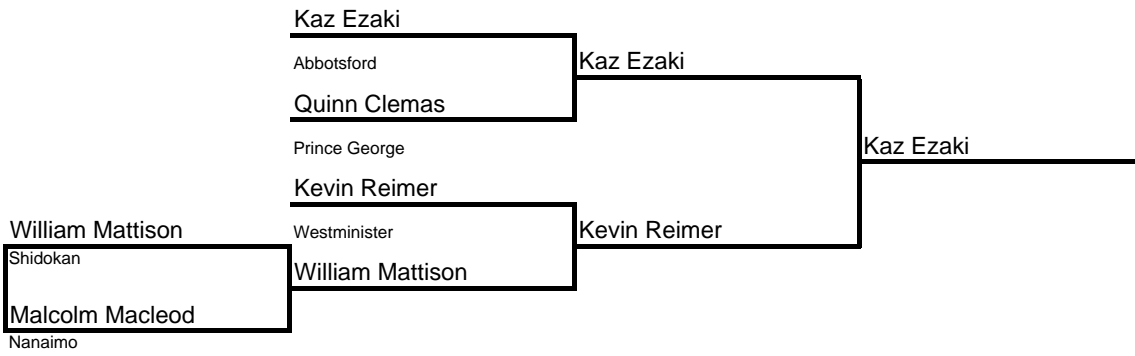 Kaz Ezaki
Abbotsford
Kaz Ezaki
Quinn Clemas
Prince George
Kaz Ezaki
Kevin Reimer
William Mattison
Westminister
Kevin Reimer
Shidokan
William Mattison
Malcolm Macleod
Nanaimo